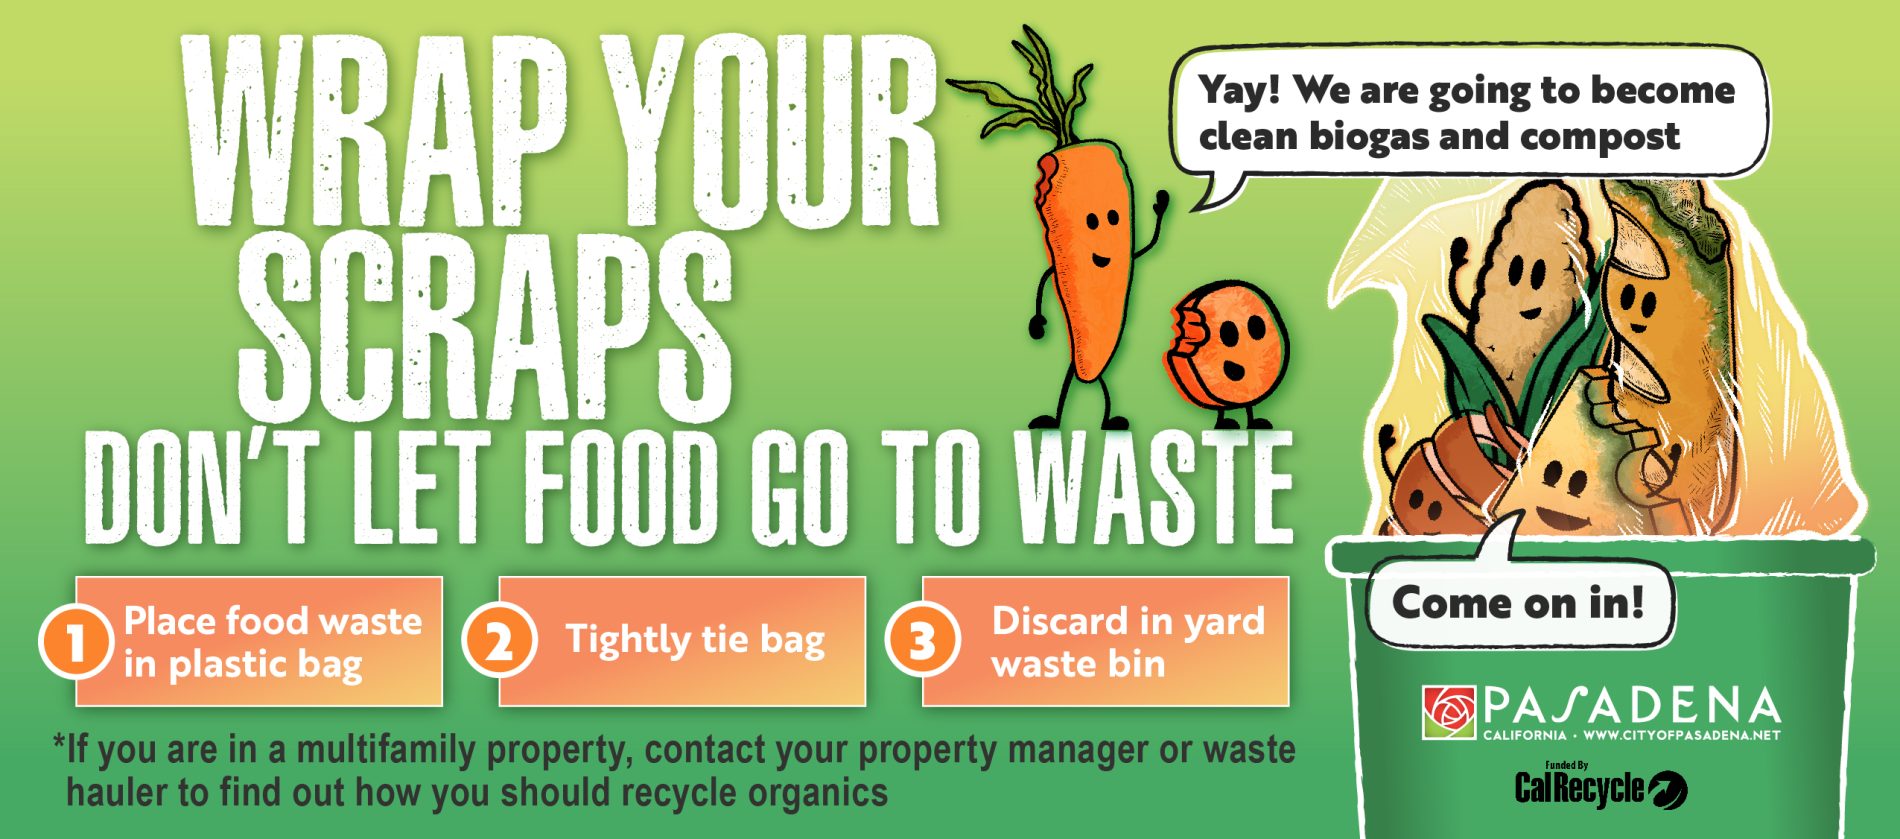 WRAP YOUR
SCRAPS
DON'T LET FOOD GO TO WASTE
Yay! We are going to become
clean biogas and compost
Come on in!
1
Place food waste
in plastic bag
2
Tightly tie bag
3
Discard in yard
waste bin
*If you are in a multifamily property, contact your property manager or waste
hauler to find out how you should recycle organics
PASADENA
CALIFORNIA · WWW.CITYOFPASADENA.NET
Funded By
CalRecycle